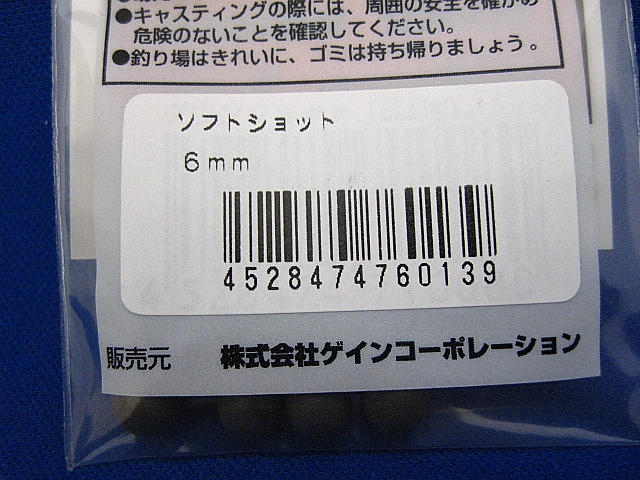 ●キャスティングの際には、周囲の安全を確かめ
危険のないことを確認してください。
●釣り場はきれいに、ゴミは持ち帰りましょう。
ソフトショット
6mm
4528474760139
販売元 株式会社ゲインコーポレーション